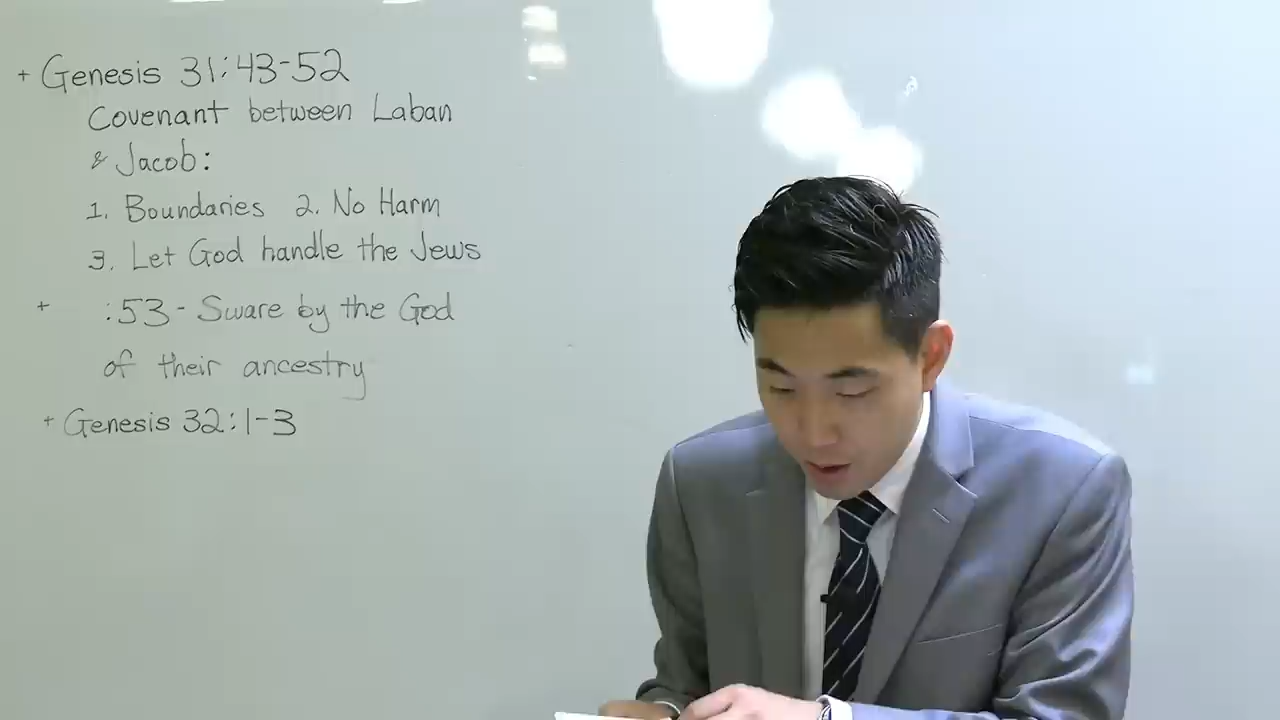 + Genesis 31:43-52
Covenant between Laban
& Jacob:
1. Boundaries 2. No Harm
3. Let God handle the Jews
+ :53 - Sware by the God
of their ancestry
+ Genesis 32:1-3